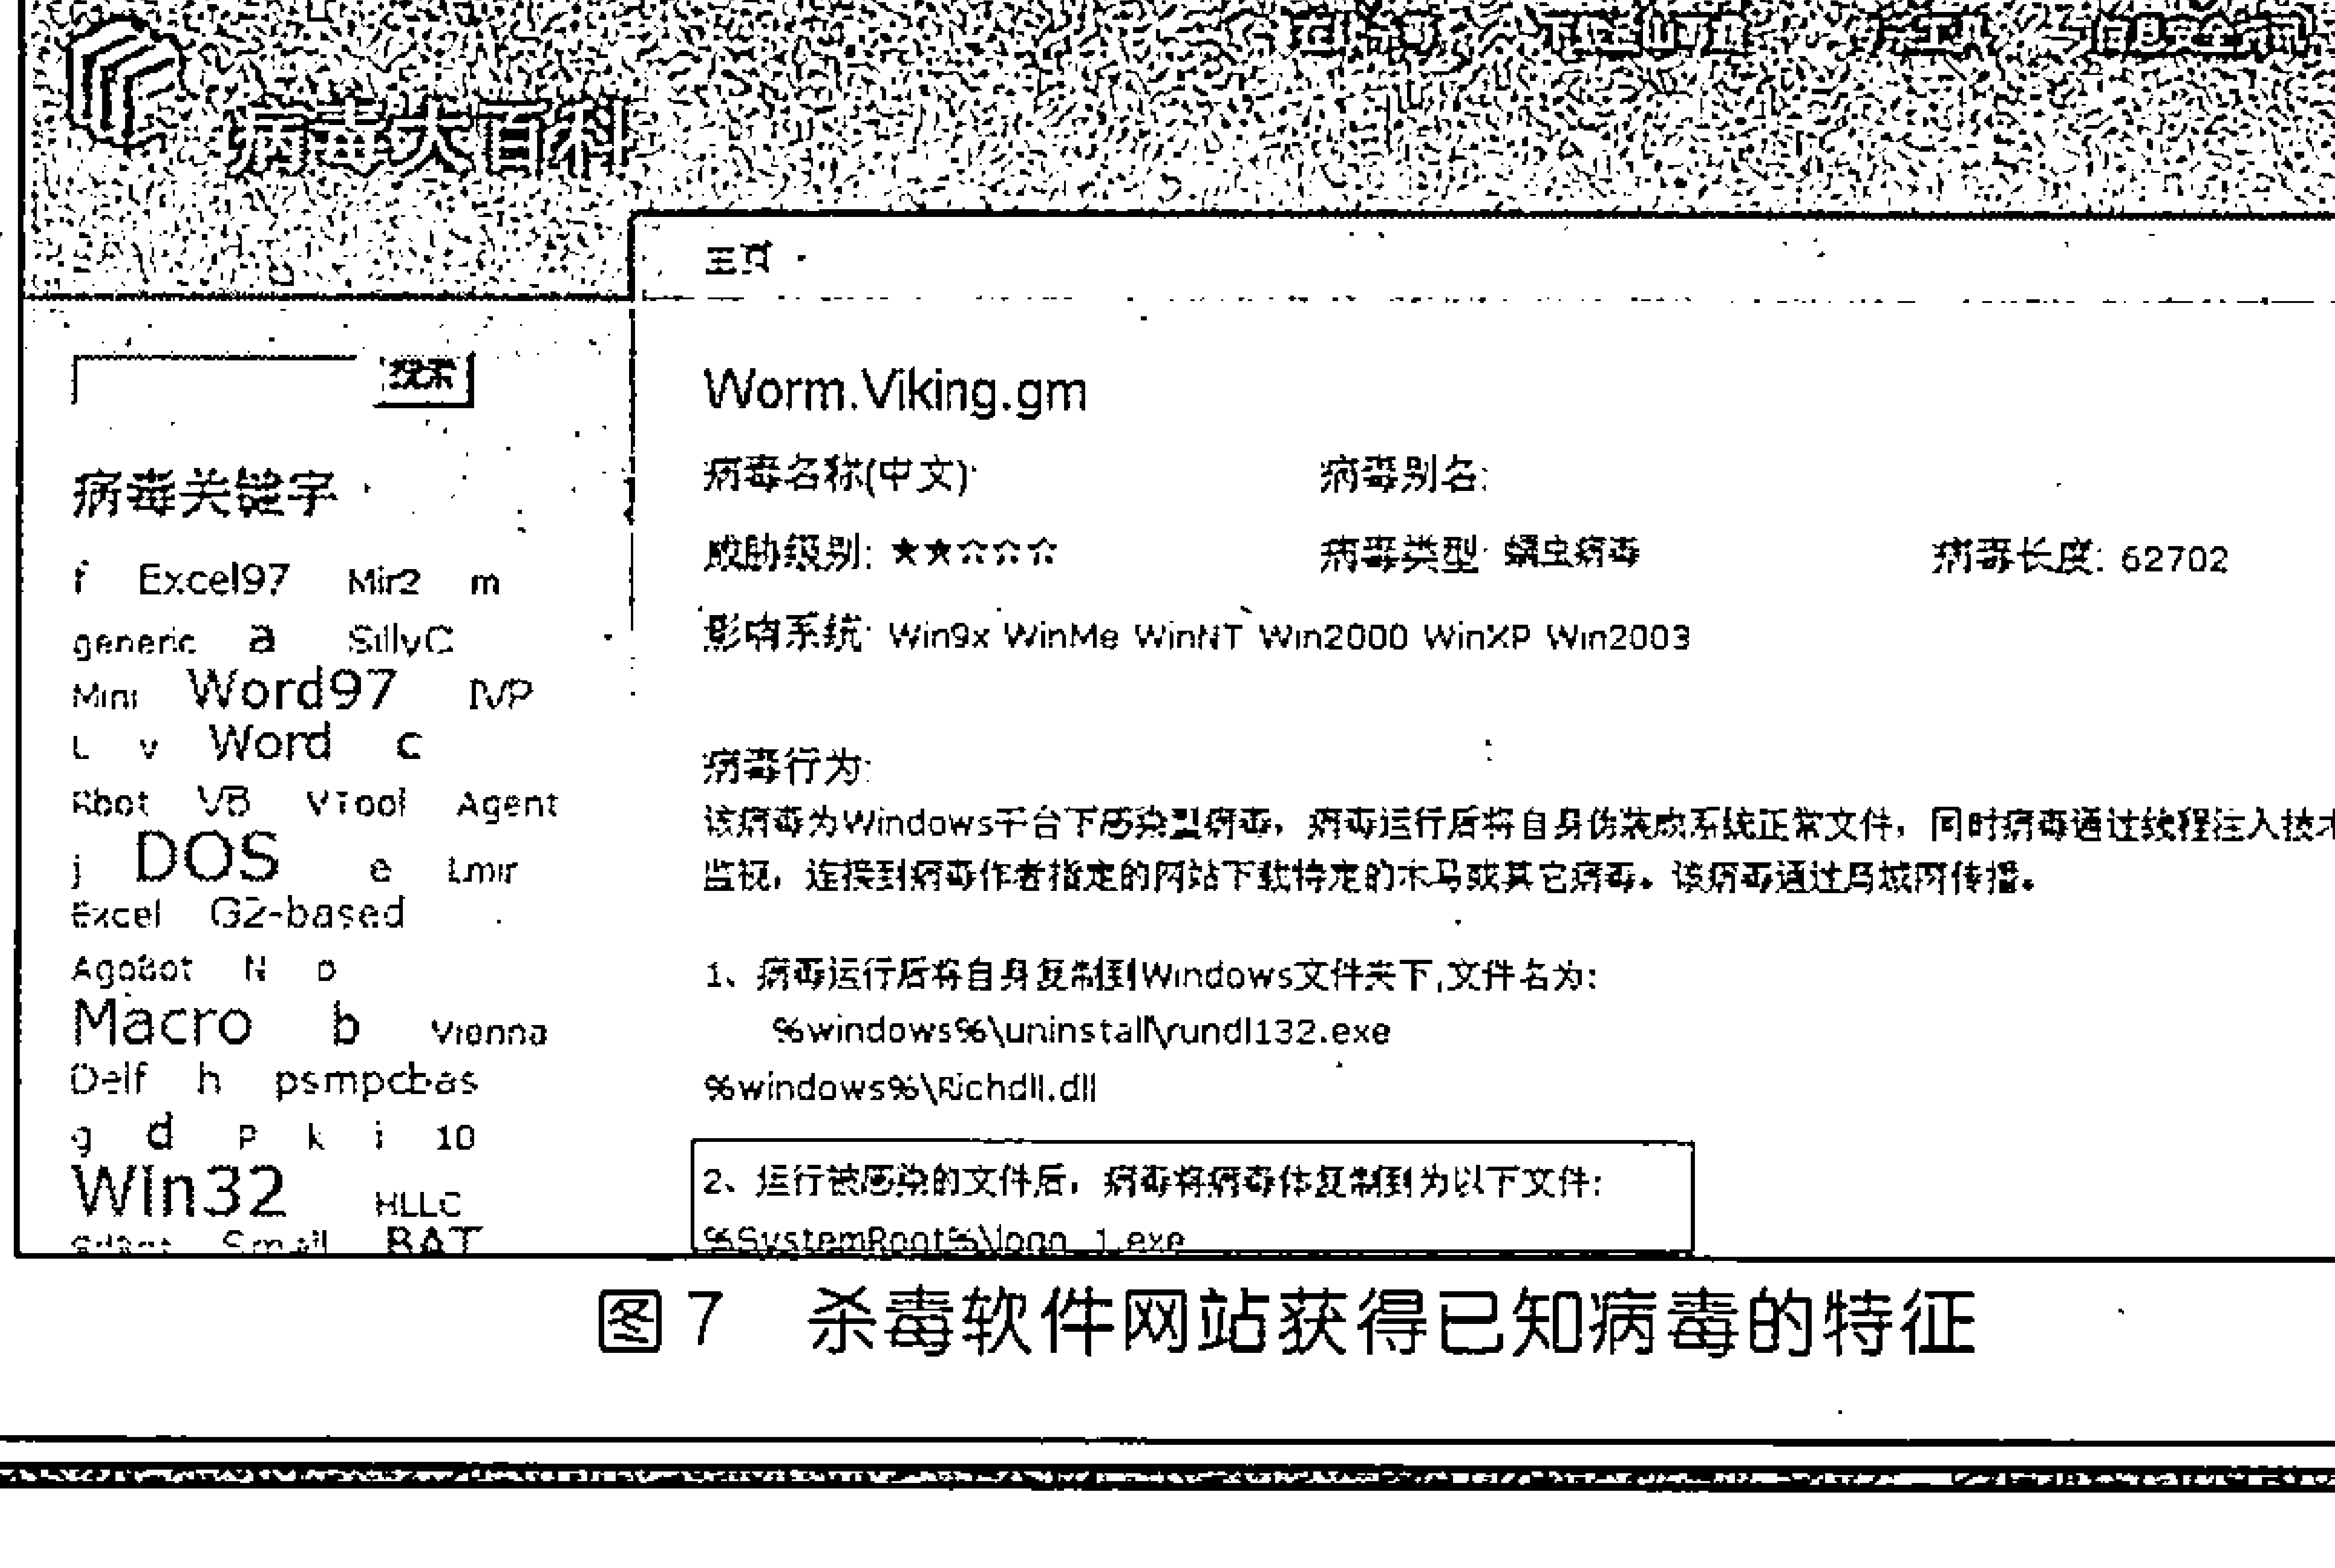 病毒大百科
主页
搜索
病毒关键字
f Excel97 Mir2 m
generic a SillyC
Mini Word97 IVP
L v Word c
Rbot VB VTool Agent
j DOS e Lmir
Excel G2-based
AgoBot N o
Macro b Vienna
Delf h psmpcbas
g d P k i 10
Win32 HLLC
Small BAT
Worm.Viking.gm
病毒名称(中文):
病毒别名:
威胁级别: ★★☆☆☆
病毒类型: 蠕虫病毒
病毒长度: 62702
影响系统: Win9x WinMe WinNT Win2000 WinXP Win2003
病毒行为:
该病毒为Windows平台下感染型病毒，病毒运行后将自身伪装成系统正常文件，同时病毒通过线程注入技术
监视，连接到病毒作者指定的网站下载特定的木马或其它病毒。该病毒通过局域网传播。
1、病毒运行后将自身复制到Windows文件夹下,文件名为:
%windows%\uninstall\rundl132.exe
%windows%\Richdll.dll
2、运行被感染的文件后，病毒将病毒体复制到为以下文件:
%SystemRoot%\logo_1.exe
图 7 杀毒软件网站获得已知病毒的特征